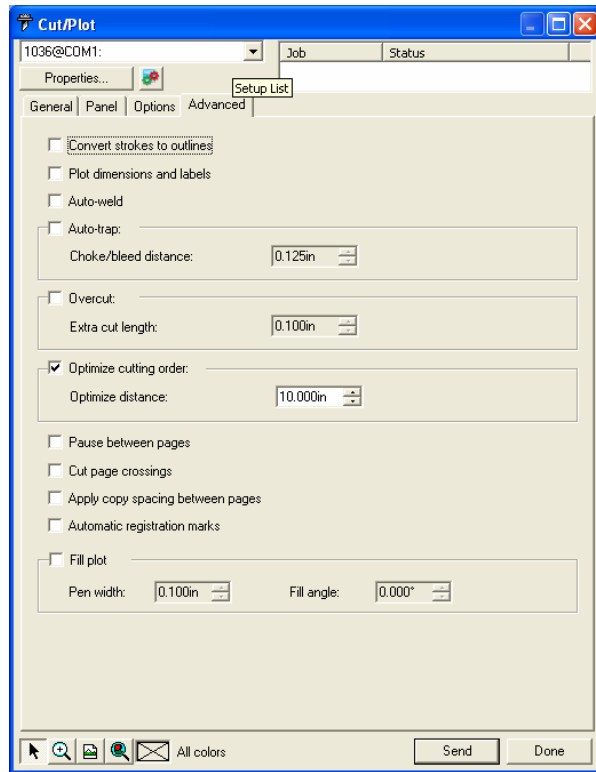 Cut/Plot
1036@COM1:
Job Status
Properties...
Setup List
General Panel Options Advanced
Convert strokes to outlines
Plot dimensions and labels
Auto-weld
Auto-trap:
Choke/bleed distance: 0.125in
Overcut:
Extra cut length: 0.100in
Optimize cutting order:
Optimize distance: 10.000in
Pause between pages
Cut page crossings
Apply copy spacing between pages
Automatic registration marks
Fill plot
Pen width: 0.100in Fill angle: 0.000°
All colors Send Done